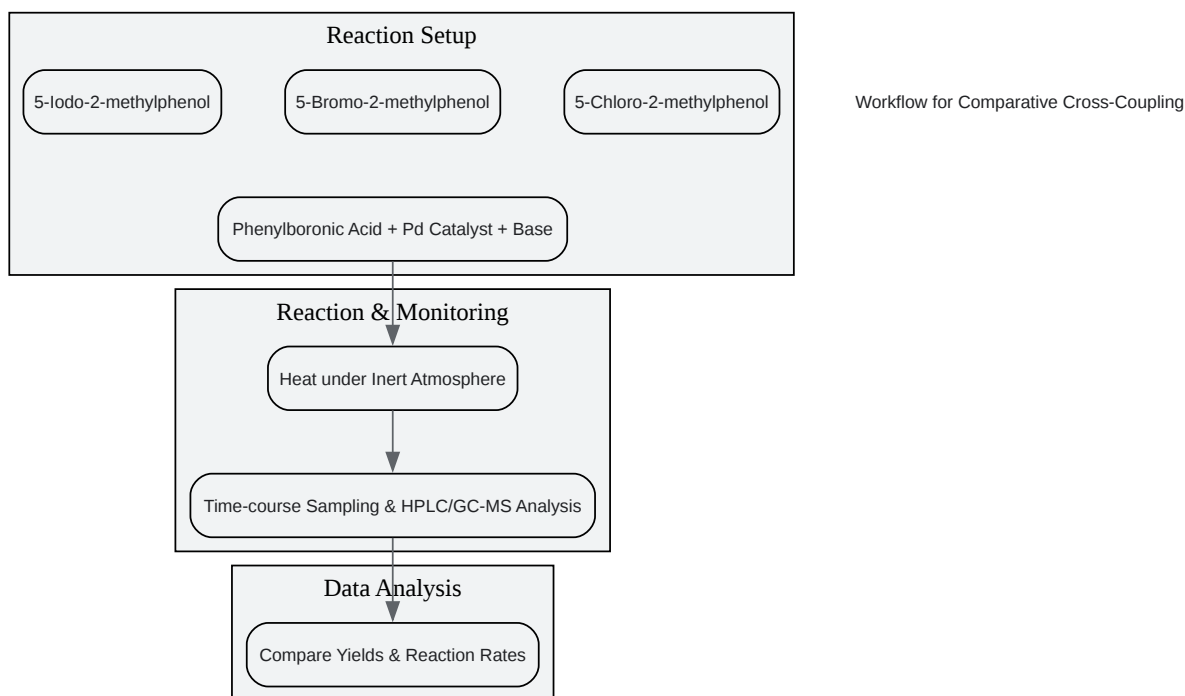 Reaction Setup
5-Iodo-2-methylphenol
5-Bromo-2-methylphenol
5-Chloro-2-methylphenol
Workflow for Comparative Cross-Coupling
Phenylboronic Acid + Pd Catalyst + Base
Reaction & Monitoring
Heat under Inert Atmosphere
Time-course Sampling & HPLC/GC-MS Analysis
Data Analysis
Compare Yields & Reaction Rates